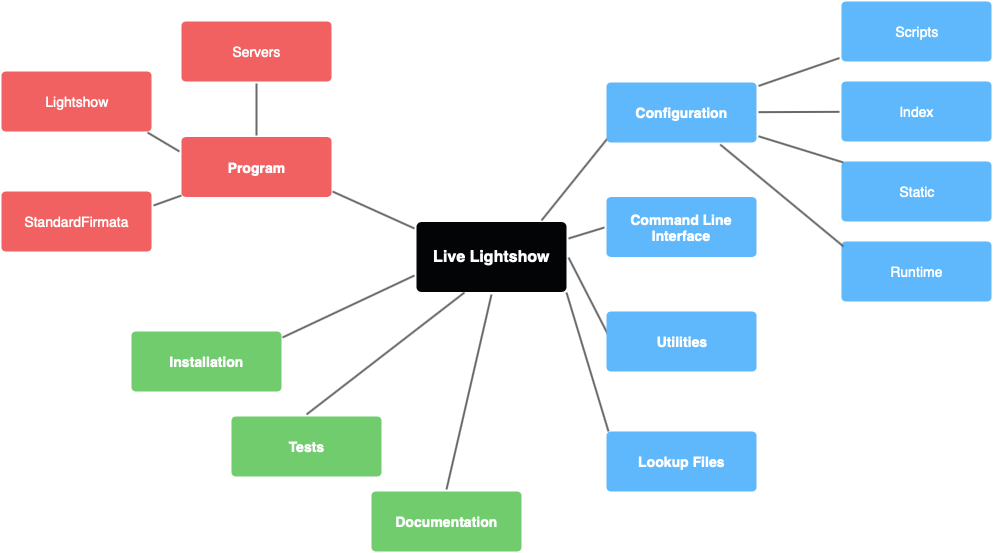 Scripts
Servers
Lightshow
Configuration
Index
Program
Static
StandardFirmata
Command Line
Interface
Live Lightshow
Runtime
Utilities
Installation
Tests
Lookup Files
Documentation